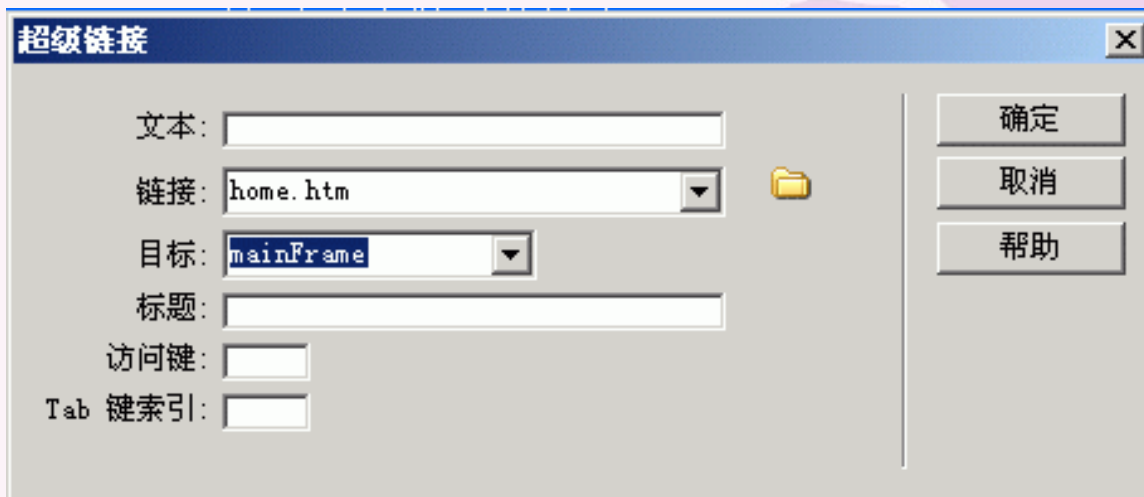 超级链接
文本:
确定
链接: home.htm
取消
目标: mainFrame
帮助
标题:
访问键:
Tab 键索引: